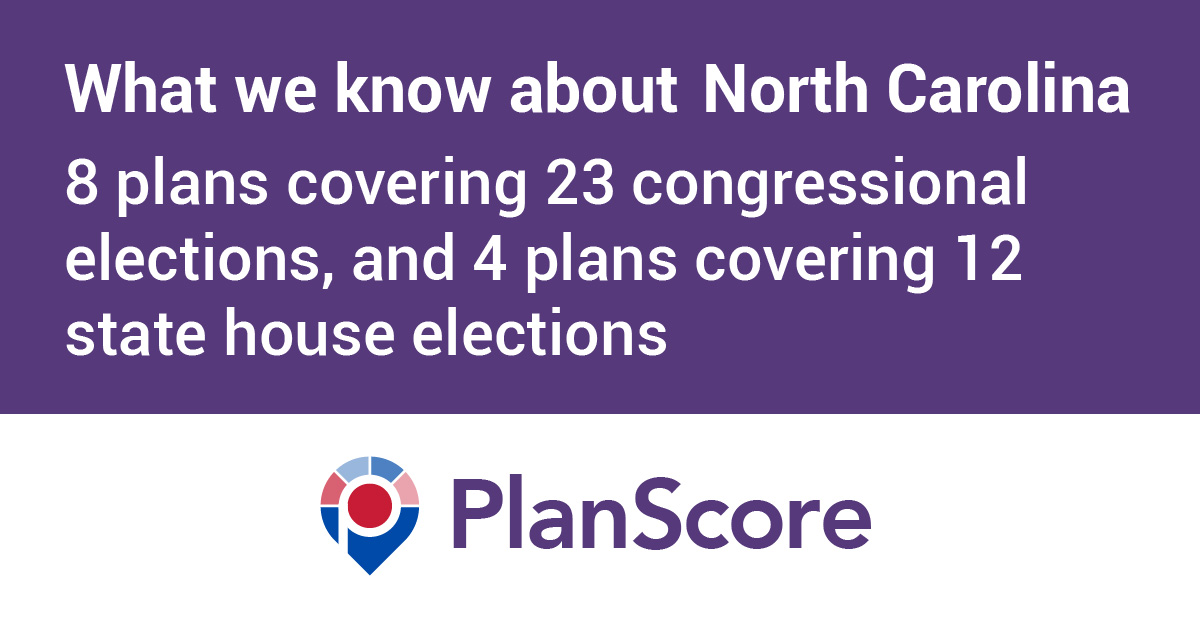 What we know about North Carolina
8 plans covering 23 congressional
elections, and 4 plans covering 12
state house elections
PlanScore